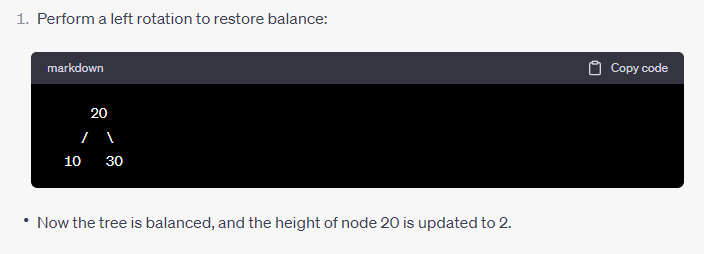 1. Perform a left rotation to restore balance:
markdown Copy code
20
/ \
10 30
• Now the tree is balanced, and the height of node 20 is updated to 2.